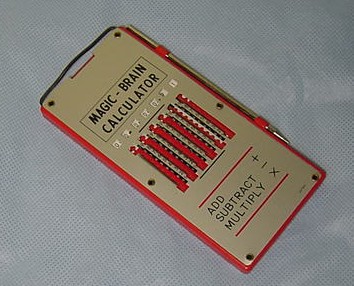 MAGIC - BRAIN
CALCULATOR
ADD +
SUBTRACT −
MULTIPLY ×